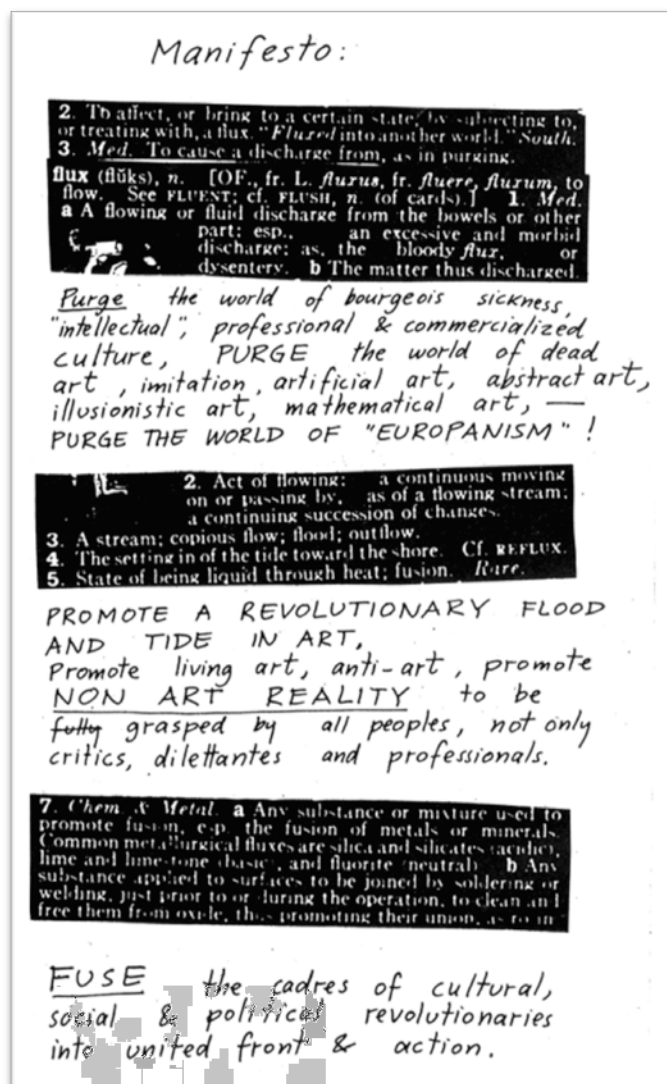 Manifesto:
2. To affect, or bring to a certain state, by subjecting to,
or treating with, a flux. "Fluxed into another world." South.
3. Med. To cause a discharge from, as in purging.
flux (flŭks), n. [OF., fr. L. fluxus, fr. fluere, fluxum, to
flow. See FLUENT; cf. FLUSH, n. (of cards).] 1. Med.
a A flowing or fluid discharge from the bowels or other
part; esp., an excessive and morbid
discharge; as, the bloody flux, or
dysentery. b The matter thus discharged.
Purge the world of bourgeois sickness,
"intellectual", professional & commercialized
culture, PURGE the world of dead
art, imitation, artificial art, abstract art,
illusionistic art, mathematical art, —
PURGE THE WORLD OF "EUROPANISM"!
2. Act of flowing: a continuous moving
on or passing by, as of a flowing stream;
a continuing succession of changes.
3. A stream; copious flow; flood; outflow.
4. The setting in of the tide toward the shore. Cf. REFLUX.
5. State of being liquid through heat; fusion. Rare.
PROMOTE A REVOLUTIONARY FLOOD
AND TIDE IN ART,
Promote living art, anti-art, promote
NON ART REALITY to be
fully grasped by all peoples, not only
critics, dilettantes and professionals.
7. Chem. & Metal. a Any substance or mixture used to
promote fusion, esp. the fusion of metals or minerals.
Common metallurgical fluxes are silica and silicates (acidic),
lime and limestone (basic), and fluorite (neutral). b Any
substance applied to surfaces to be joined by soldering or
welding, just prior to or during the operation, to clean and
free them from oxide, thus promoting their union, as rosin
FUSE the cadres of cultural,
social & political revolutionaries
into united front & action.